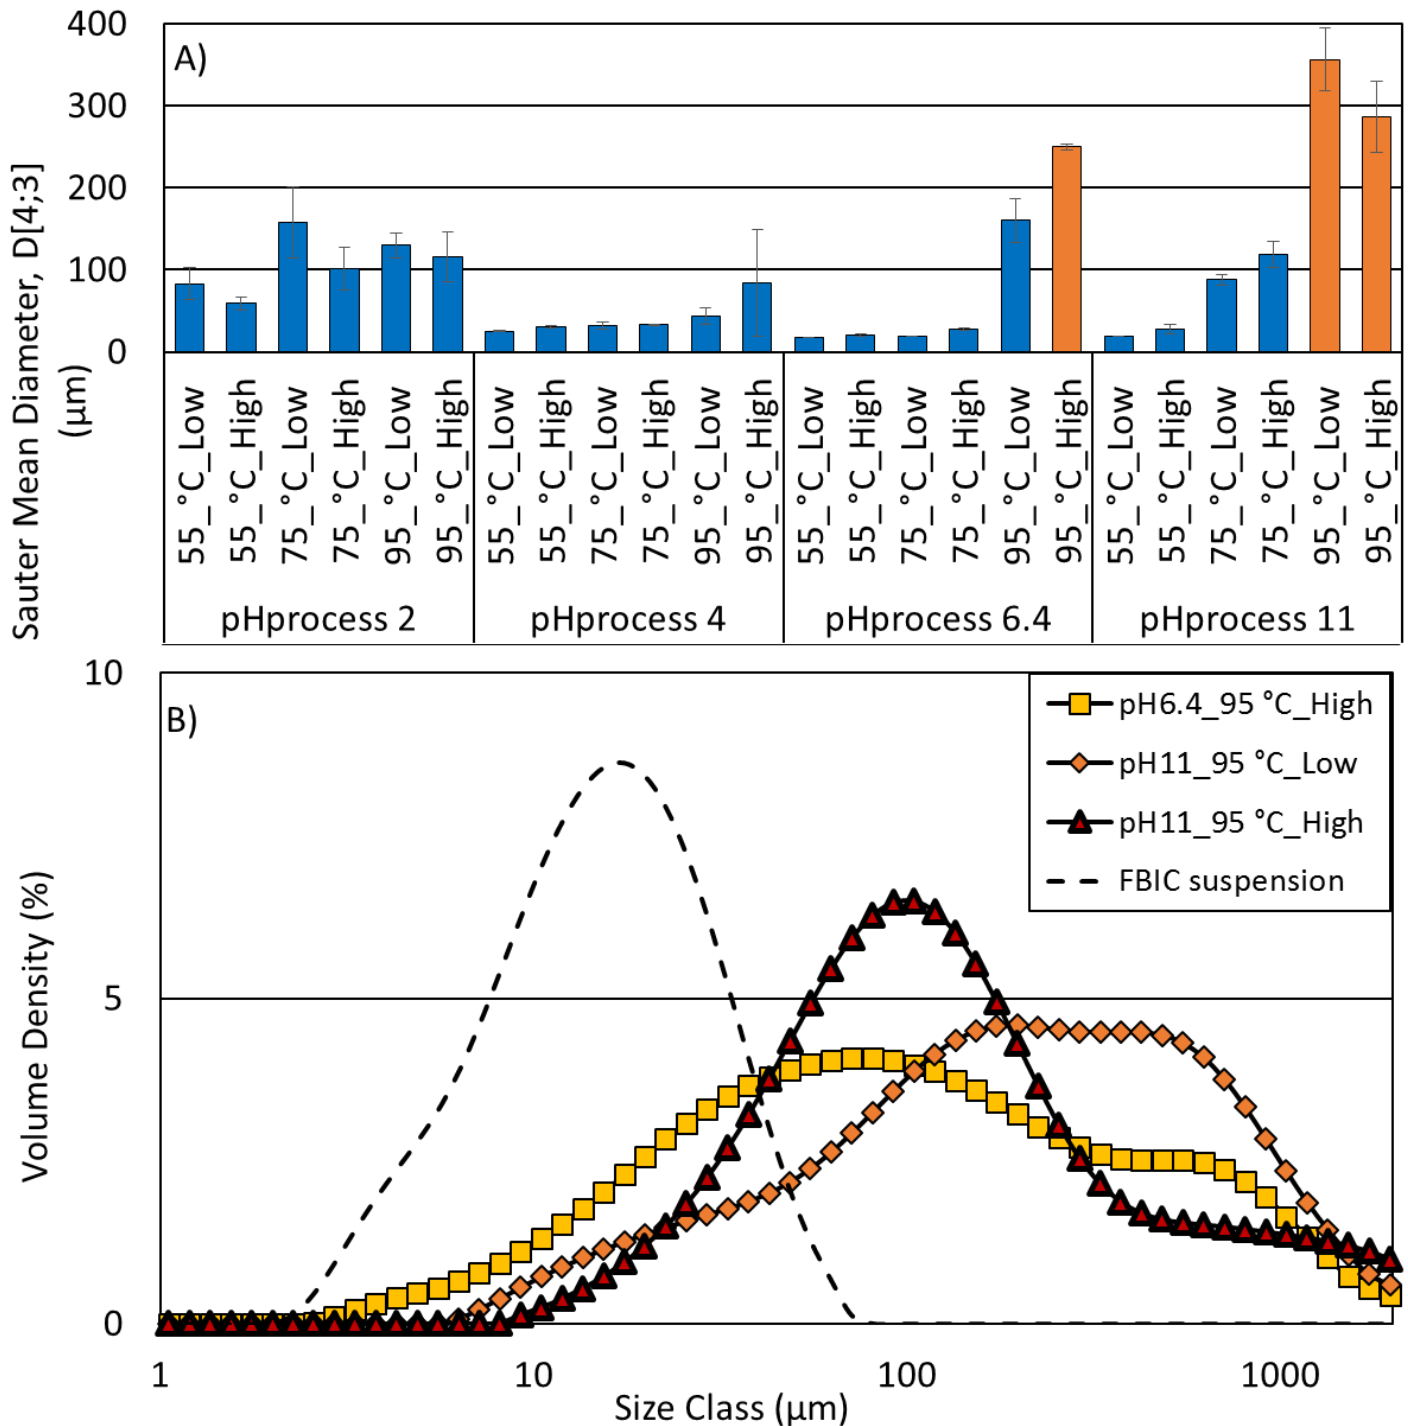 A)
400
300
200
100
0
Sauter Mean Diameter, D[4;3]
(µm)
55_°C_Low
55_°C_High
75_°C_Low
75_°C_High
95_°C_Low
95_°C_High
55_°C_Low
55_°C_High
75_°C_Low
75_°C_High
95_°C_Low
95_°C_High
55_°C_Low
55_°C_High
75_°C_Low
75_°C_High
95_°C_Low
95_°C_High
55_°C_Low
55_°C_High
75_°C_Low
75_°C_High
95_°C_Low
95_°C_High
pHprocess 2
pHprocess 4
pHprocess 6.4
pHprocess 11
B)
10
5
0
Volume Density (%)
pH6.4_95 °C_High
pH11_95 °C_Low
pH11_95 °C_High
FBIC suspension
1
10
100
1000
Size Class (µm)